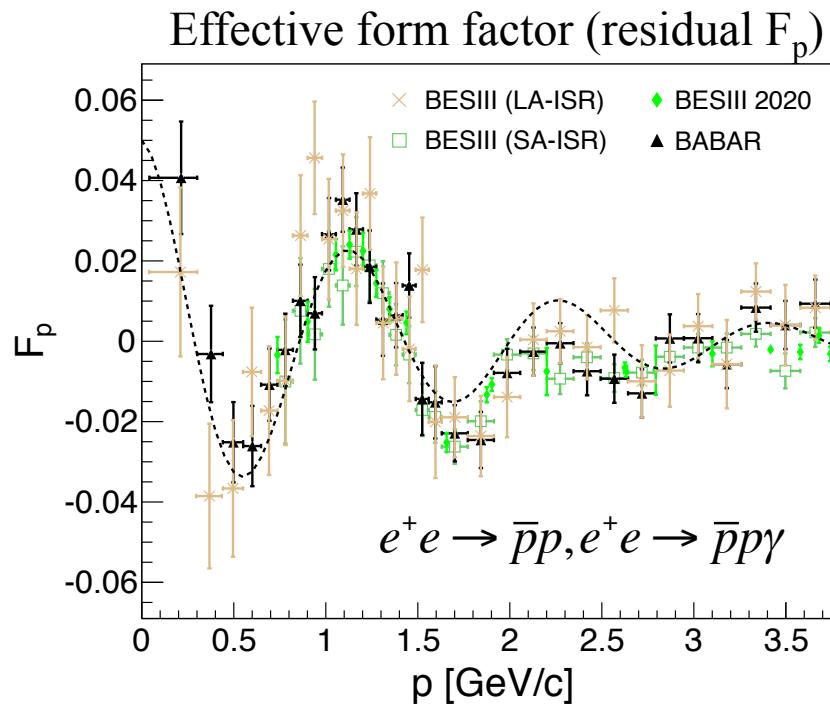 Effective form factor (residual Fp)
BESIII (LA-ISR)
BESIII 2020
BESIII (SA-ISR)
BABAR
0.06
0.04
0.02
0
-0.02
-0.04
-0.06
F_p
e⁺e → p̅p, e⁺e → p̅pγ
0 0.5 1 1.5 2 2.5 3 3.5
p [GeV/c]